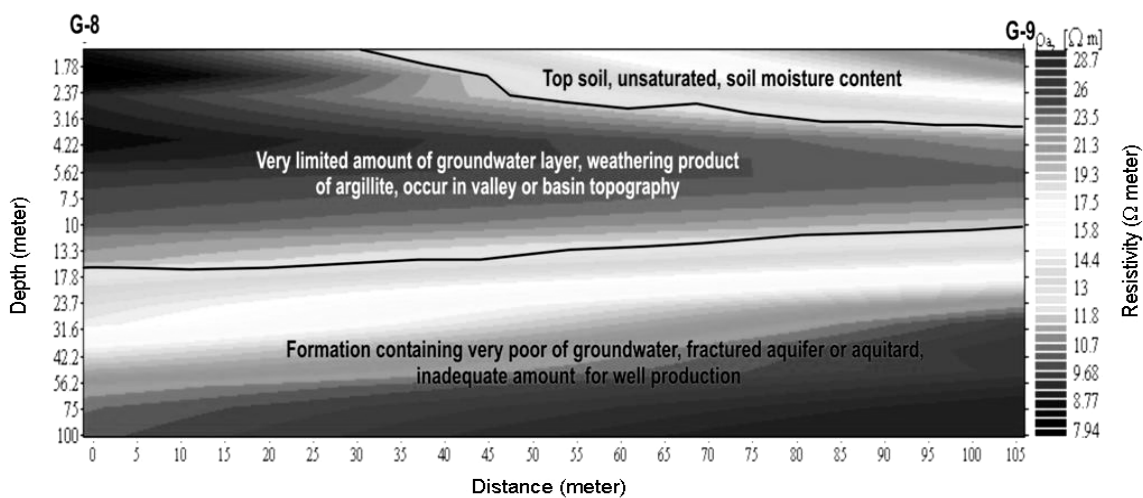 G-8
G-9 ρa, [Ω m]
Top soil, unsaturated, soil moisture content
Very limited amount of groundwater layer, weathering product
of argillite, occur in valley or basin topography
Formation containing very poor of groundwater, fractured aquifer or aquitard,
inadequate amount for well production
Depth (meter)
1.78
2.37
3.16
4.22
5.62
7.5
10
13.3
17.8
23.7
31.6
42.2
56.2
75
100
0 5 10 15 20 25 30 35 40 45 50 55 60 65 70 75 80 85 90 95 100 105
Distance (meter)
28.7
26
23.5
21.3
19.3
17.5
15.8
14.4
13
11.8
10.7
9.68
8.77
7.94
Resistivity (Ω meter)